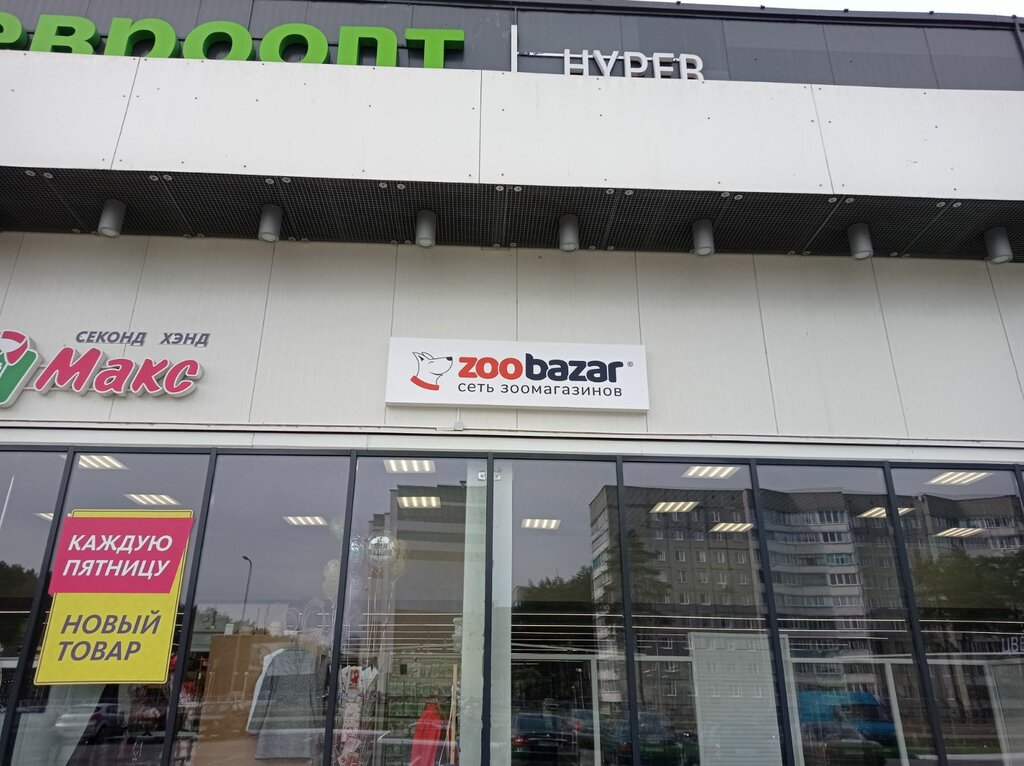 евроопт
HYPER
СЕКОНД ХЭНД
Макс
zoobazar®
сеть зоомагазинов
КАЖДУЮ
ПЯТНИЦУ
НОВЫЙ
ТОВАР